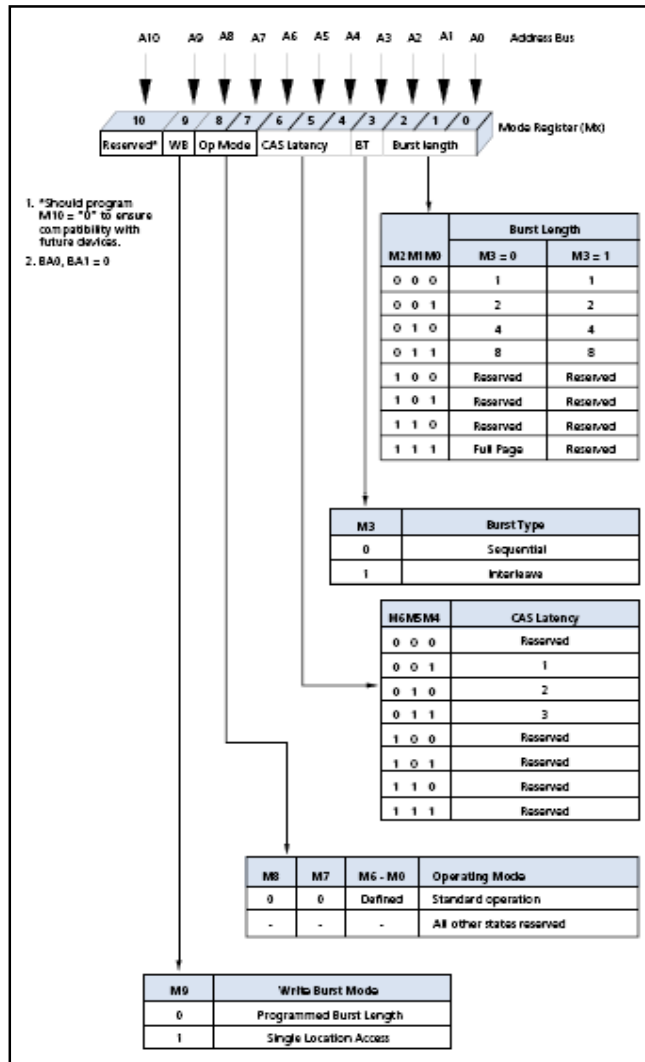 A10 A9 A8 A7 A6 A5 A4 A3 A2 A1 A0 Address Bus
10 9 8 7 6 5 4 3 2 1 0 Mode Register (Mx)
Reserved* WB Op Mode CAS Latency BT Burst length
1. *Should program
M10 = "0" to ensure
compatibility with
future devices.
2. BA0, BA1 = 0
Burst Length
M2 M1 M0 M3 = 0 M3 = 1
0 0 0 1 1
0 0 1 2 2
0 1 0 4 4
0 1 1 8 8
1 0 0 Reserved Reserved
1 0 1 Reserved Reserved
1 1 0 Reserved Reserved
1 1 1 Full Page Reserved
M3 Burst Type
0 Sequential
1 Interleave
M6 M5 M4 CAS Latency
0 0 0 Reserved
0 0 1 1
0 1 0 2
0 1 1 3
1 0 0 Reserved
1 0 1 Reserved
1 1 0 Reserved
1 1 1 Reserved
M8 M7 M6 - M0 Operating Mode
0 0 Defined Standard operation
- - - All other states reserved
M9 Write Burst Mode
0 Programmed Burst Length
1 Single Location Access